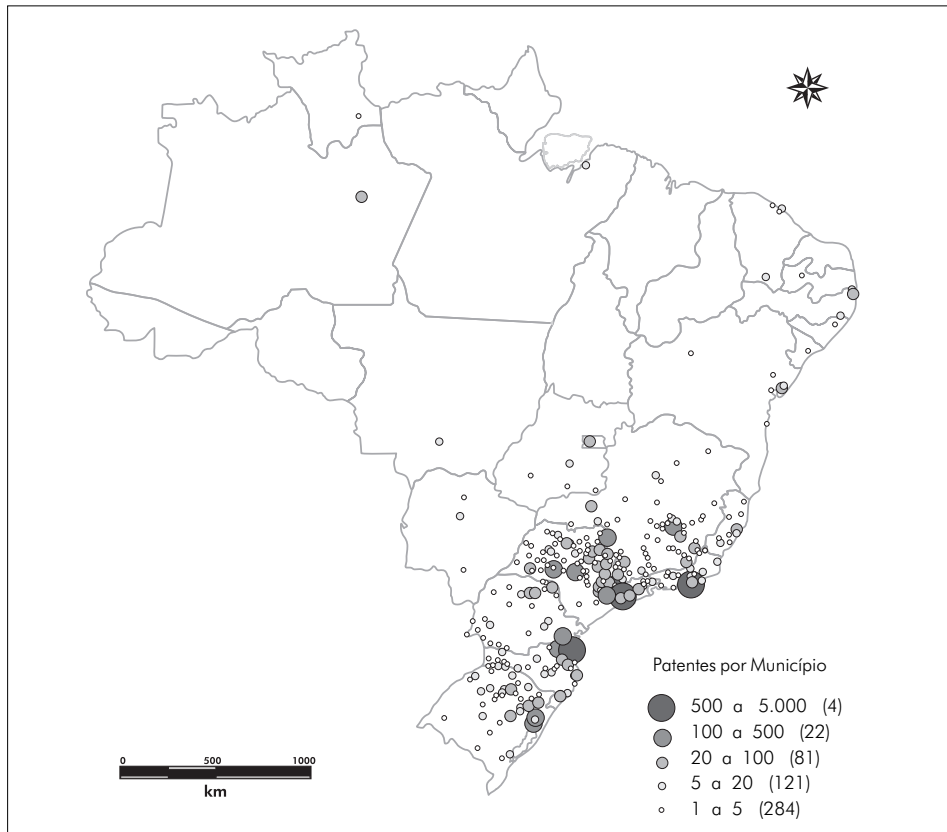 Patentes por Município
500 a 5.000 (4)
100 a 500 (22)
20 a 100 (81)
5 a 20 (121)
1 a 5 (284)
0 500 1000
km